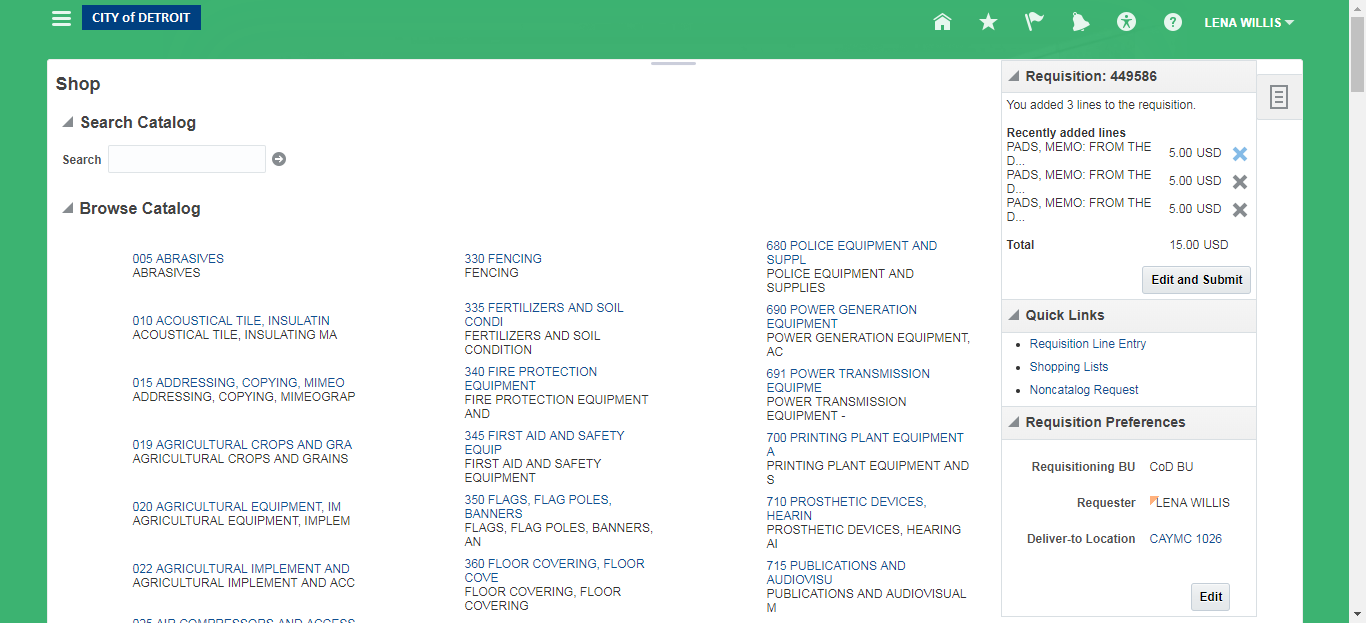 CITY of DETROIT
LENA WILLIS
Shop
Search Catalog
Search
Browse Catalog
005 ABRASIVES
ABRASIVES
010 ACOUSTICAL TILE, INSULATIN
ACOUSTICAL TILE, INSULATING MA
015 ADDRESSING, COPYING, MIMEO
ADDRESSING, COPYING, MIMEOGRAP
019 AGRICULTURAL CROPS AND GRA
AGRICULTURAL CROPS AND GRAINS
020 AGRICULTURAL EQUIPMENT, IM
AGRICULTURAL EQUIPMENT, IMPLEM
022 AGRICULTURAL IMPLEMENT AND
AGRICULTURAL IMPLEMENT AND ACC
025 AIR COMPRESSORS AND ACCESS
330 FENCING
FENCING
335 FERTILIZERS AND SOIL
CONDI
FERTILIZERS AND SOIL
CONDITION
340 FIRE PROTECTION
EQUIPMENT
FIRE PROTECTION EQUIPMENT
AND
345 FIRST AID AND SAFETY
EQUIP
FIRST AID AND SAFETY
EQUIPMENT
350 FLAGS, FLAG POLES,
BANNERS
FLAGS, FLAG POLES, BANNERS,
AN
360 FLOOR COVERING, FLOOR
COVE
FLOOR COVERING, FLOOR
COVERING
680 POLICE EQUIPMENT AND
SUPPL
POLICE EQUIPMENT AND
SUPPLIES
690 POWER GENERATION
EQUIPMENT
POWER GENERATION EQUIPMENT,
AC
691 POWER TRANSMISSION
EQUIPME
POWER TRANSMISSION
EQUIPMENT -
700 PRINTING PLANT EQUIPMENT
A
PRINTING PLANT EQUIPMENT AND
S
710 PROSTHETIC DEVICES,
HEARIN
PROSTHETIC DEVICES, HEARING
AI
715 PUBLICATIONS AND
AUDIOVISU
PUBLICATIONS AND AUDIOVISUAL
M
Requisition: 449586
You added 3 lines to the requisition.
Recently added lines
PADS, MEMO: FROM THE
D... 5.00 USD
PADS, MEMO: FROM THE
D... 5.00 USD
PADS, MEMO: FROM THE
D... 5.00 USD
Total 15.00 USD
Edit and Submit
Quick Links
Requisition Line Entry
Shopping Lists
Noncatalog Request
Requisition Preferences
Requisitioning BU CoD BU
Requester LENA WILLIS
Deliver-to Location CAYMC 1026
Edit